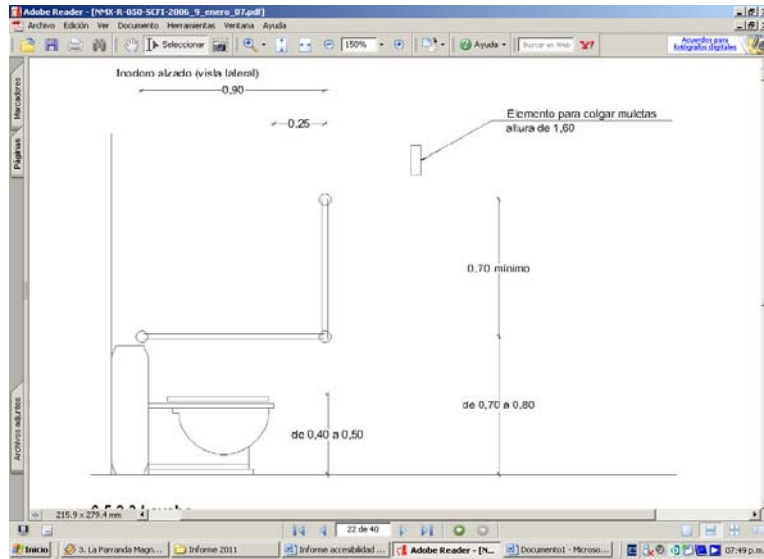 Adobe Reader - [NMX-R-050-SCFI-2006_9_enero_07.pdf]
Archivo Edición Ver Documento Herramientas Ventana Ayuda
Seleccionar
150%
Ayuda
Buscar en Web
Y!
Acuerdos para
fotógrafos digitales
Marcadores
Páginas
Archivos adjuntos
Inodoro alzado (vista lateral)
0,90
0,25
Elemento para colgar muletas
altura de 1,60
0,70 mínimo
de 0,70 a 0,80
de 0,40 a 0,50
215.9 x 279.4 mm
22 de 40
Inicio
3. La Parranda Magn...
Informe 2011
Informe accesibilidad ...
Adobe Reader - [N...
Documento1 - Microso...
07:49 p.m.